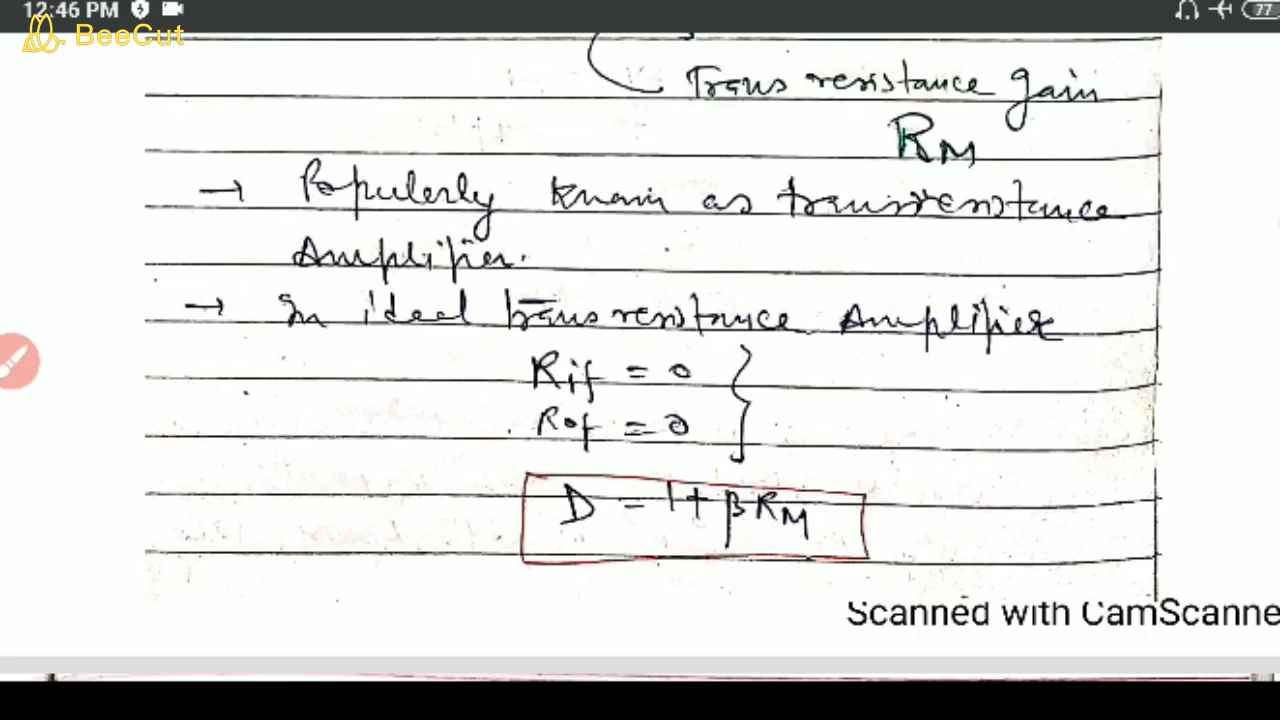 12:46 PM
77
BeeCut
Trans resistance gain
RM
→ Popularly known as transresistance
Amplifier.
→ In ideal transresistance Amplifier
Rif = 0
Rof = 0
D = 1 + βRM
Scanned with CamScanne